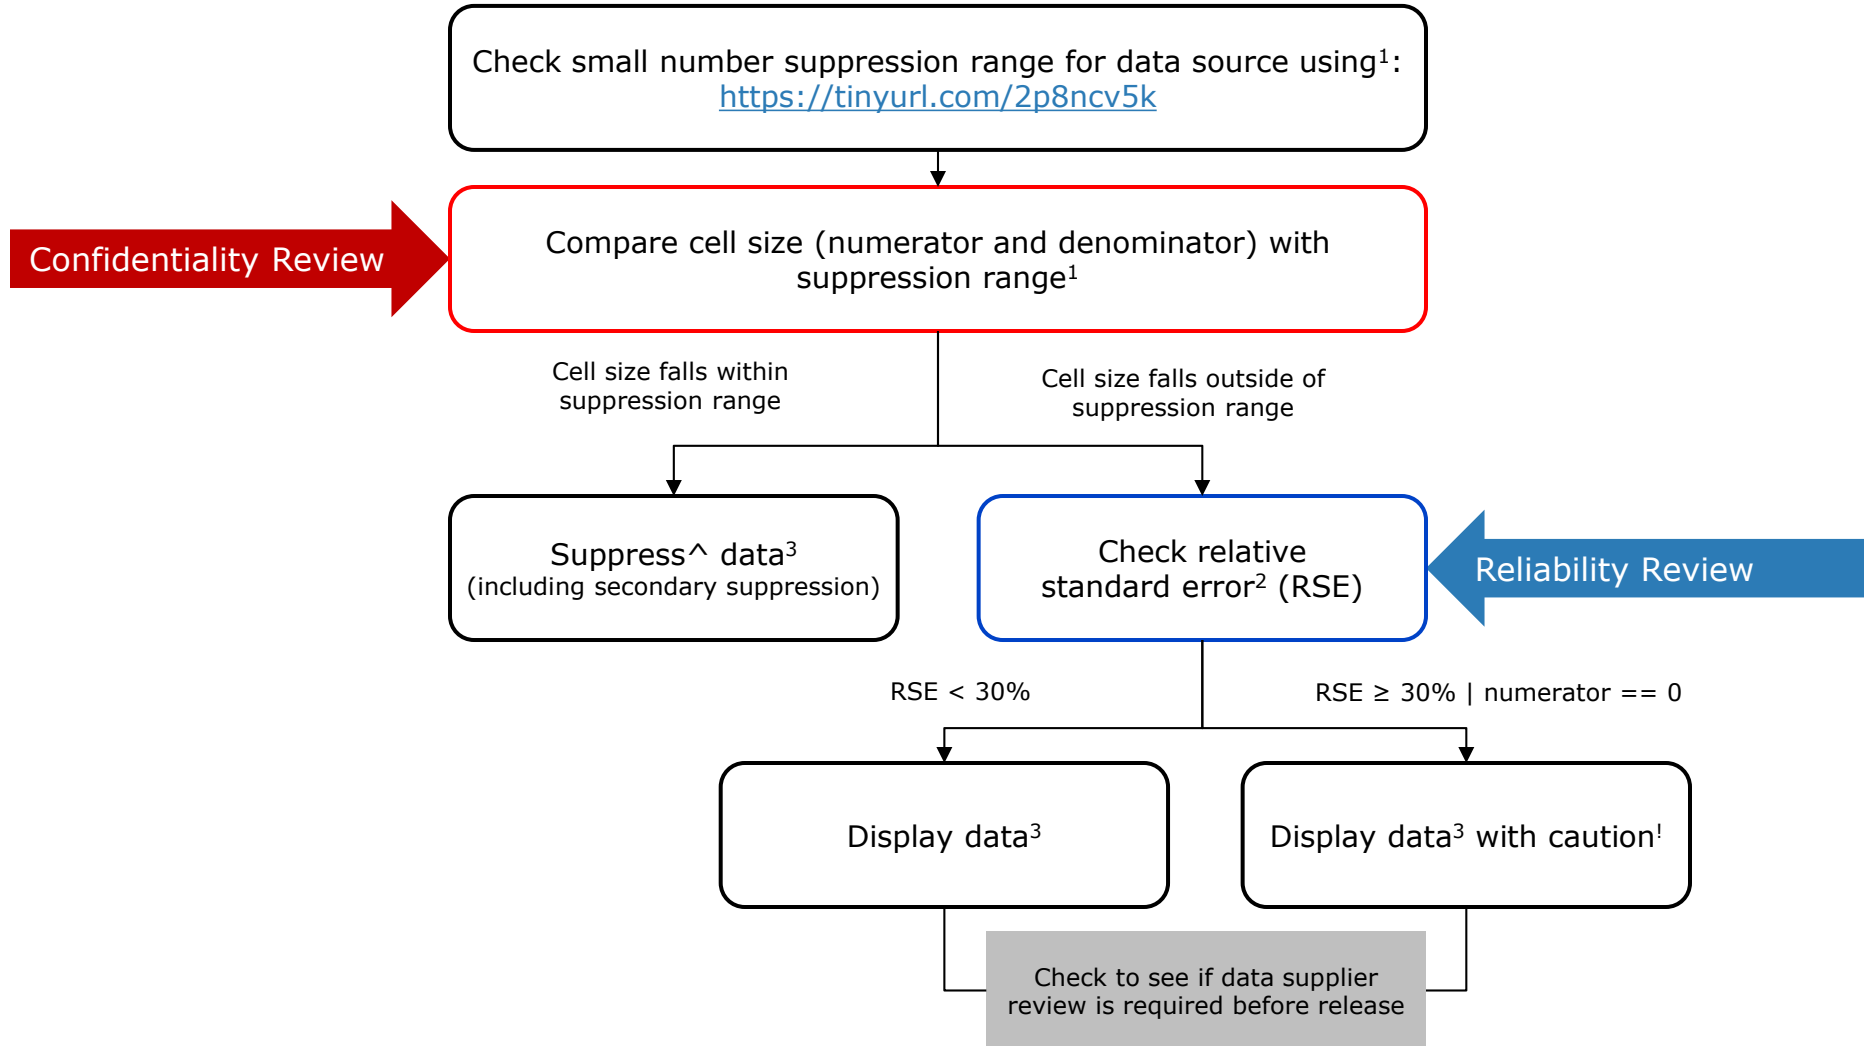 Check small number suppression range for data source using¹:
https://tinyurl.com/2p8ncv5k
Confidentiality Review
Compare cell size (numerator and denominator) with
suppression range¹
Cell size falls within
suppression range
Cell size falls outside of
suppression range
Suppress^ data³
(including secondary suppression)
Check relative
standard error² (RSE)
Reliability Review
RSE < 30%
RSE ≥ 30% | numerator == 0
Display data³
Display data³ with caution!
Check to see if data supplier
review is required before release